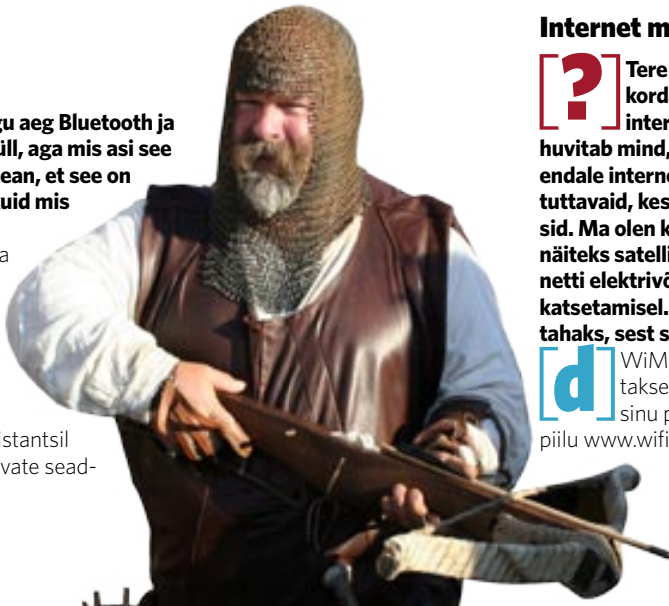 gu aeg Bluetooth ja
üll, aga mis asi see
ean, et see on
uid mis
a
istantsil
vate sead-
Internet m
[?] Tere
kord
inter
huvitab mind,
endale interne
tuttavaid, kes
sid. Ma olen k
näiteks satelli
netti elektrivõ
katsetamisel.
tahaks, sest s
[d] WiM
takse
sinu p
piilu www.wifi